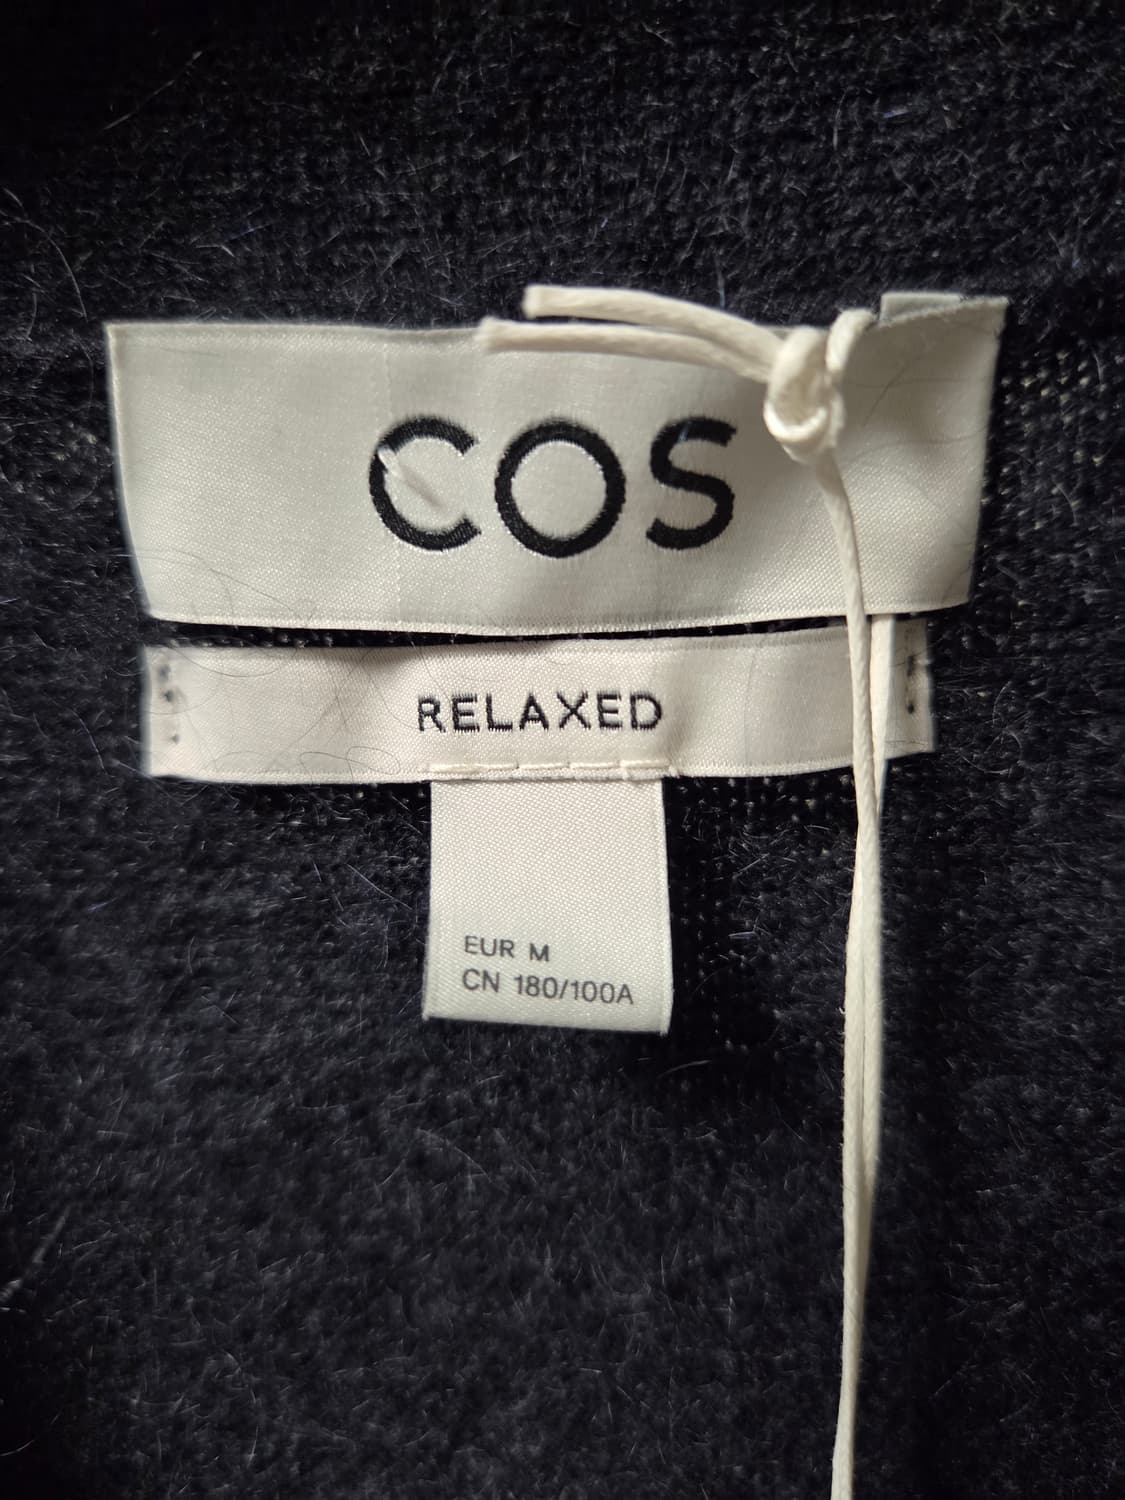 COS
RELAXED
EUR M
CN 180/100A